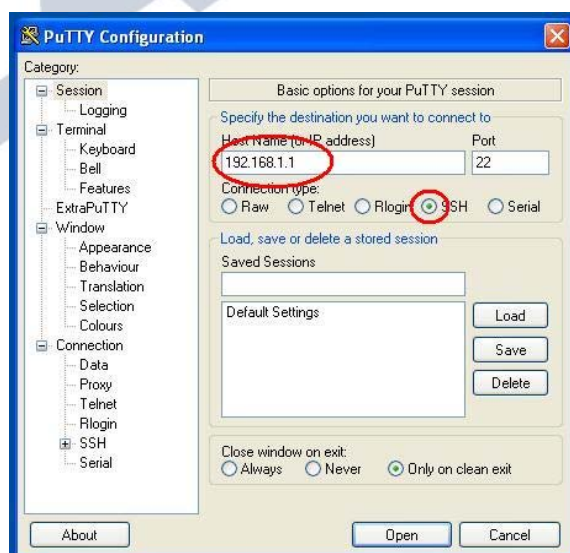 PuTTY Configuration
Category:
Session
Logging
Terminal
Keyboard
Bell
Features
ExtraPuTTY
Window
Appearance
Behaviour
Translation
Selection
Colours
Connection
Data
Proxy
Telnet
Rlogin
SSH
Serial
Basic options for your PuTTY session
Specify the destination you want to connect to
Host Name (or IP address) Port
192.168.1.1 22
Connection type:
Raw Telnet Rlogin SSH Serial
Load, save or delete a stored session
Saved Sessions
Default Settings
Load
Save
Delete
Close window on exit:
Always Never Only on clean exit
About Open Cancel